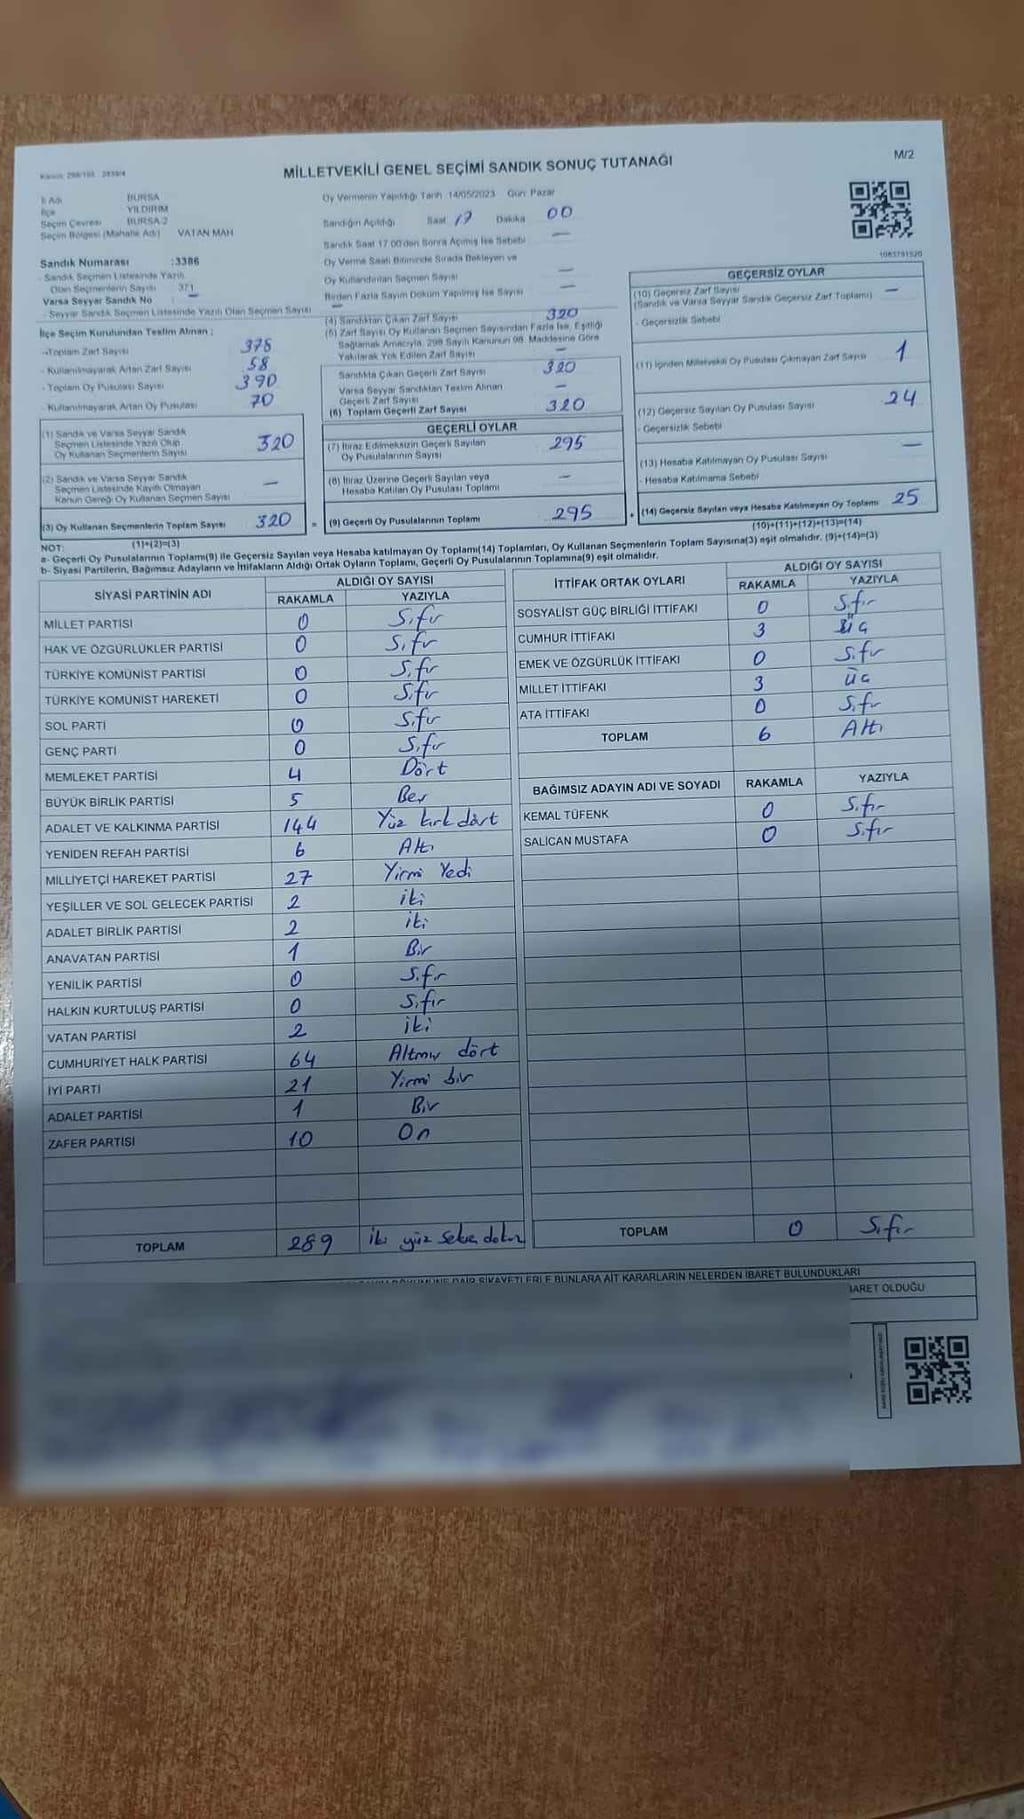 MİLLETVEKİLİ GENEL SEÇİMİ SANDIK SONUÇ TUTANAĞI
M/2
İl Adı BURSA
İlçe YILDIRIM
Seçim Çevresi BURSA-2
Seçim Bölgesi (Mahalle Adı) VATAN MAH
Sandık Numarası :3386
- Sandık Seçmen Listesinde Yazılı
Olan Seçmenlerin Sayısı 371
Varsa Seyyar Sandık No —
- Seyyar Sandık Seçmen Listesinde Yazılı Olan Seçmen Sayısı
İlçe Seçim Kurulundan Teslim Alınan ;
-Toplam Zarf Sayısı 378
- Kullanılmayarak Artan Zarf Sayısı 58
- Toplam Oy Pusulası Sayısı 390
- Kullanılmayarak Artan Oy Pusulası 70
(1) Sandık ve Varsa Seyyar Sandık
Seçmen Listesinde Yazılı Olup
Oy Kullanan Seçmenlerin Sayısı 320
(2) Sandık ve Varsa Seyyar Sandık
Seçmen Listesinde Kayıtlı Olmayan
Kanun Gereği Oy Kullanan Seçmen Sayısı —
(3) Oy Kullanan Seçmenlerin Toplam Sayısı 320
(1)+(2)=(3)
Oy Vermenin Yapıldığı Tarih 14/05/2023 Gün: Pazar
Sandığın Açıldığı Saat 17 Dakika 00
Sandık Saat 17.00'den Sonra Açılmış İse Sebebi —
Oy Verme Saati Bitiminde Sırada Bekleyen ve
Oy Kullandırılan Seçmen Sayısı —
Birden Fazla Sayım Döküm Yapılmış İse Sayısı —
(4) Sandıktan Çıkan Zarf Sayısı 320
(5) Zarf Sayısı Oy Kullanan Seçmen Sayısından Fazla İse, Eşitliği
Sağlamak Amacıyla, 298 Sayılı Kanunun 98. Maddesine Göre
Yakılarak Yok Edilen Zarf Sayısı —
Sandıkta Çıkan Geçerli Zarf Sayısı 320
Varsa Seyyar Sandıktan Teslim Alınan
Geçerli Zarf Sayısı —
(6) Toplam Geçerli Zarf Sayısı 320
GEÇERLİ OYLAR
(7) İtiraz Edilmeksizin Geçerli Sayılan
Oy Pusulalarının Sayısı 295
(8) İtiraz Üzerine Geçerli Sayılan veya
Hesaba Katılan Oy Pusulası Toplamı —
= (9) Geçerli Oy Pusulalarının Toplamı 295
1083791520
GEÇERSİZ OYLAR
(10) Geçersiz Zarf Sayısı —
(Sandık ve Varsa Seyyar Sandık Geçersiz Zarf Toplamı)
- Geçersizlik Sebebi
(11) İçinden Milletvekili Oy Pusulası Çıkmayan Zarf Sayısı 1
(12) Geçersiz Sayılan Oy Pusulası Sayısı 24
- Geçersizlik Sebebi
(13) Hesaba Katılmayan Oy Pusulası Sayısı —
- Hesaba Katılmama Sebebi
+ (14) Geçersiz Sayılan veya Hesaba Katılmayan Oy Toplamı 25
(10)+(11)+(12)+(13)=(14)
NOT:
a- Geçerli Oy Pusulalarının Toplamı(9) ile Geçersiz Sayılan veya Hesaba katılmayan Oy Toplamı(14) Toplamları, Oy Kullanan Seçmenlerin Toplam Sayısına(3) eşit olmalıdır. (9)+(14)=(3)
b- Siyasi Partilerin, Bağımsız Adayların ve İttifakların Aldığı Ortak Oyların Toplamı, Geçerli Oy Pusulalarının Toplamına(9) eşit olmalıdır.
SİYASİ PARTİNİN ADI ALDIĞI OY SAYISI
RAKAMLA YAZIYLA
MİLLET PARTİSİ 0 Sıfır
HAK VE ÖZGÜRLÜKLER PARTİSİ 0 Sıfır
TÜRKİYE KOMÜNİST PARTİSİ 0 Sıfır
TÜRKİYE KOMÜNİST HAREKETİ 0 Sıfır
SOL PARTİ 0 Sıfır
GENÇ PARTİ 0 Sıfır
MEMLEKET PARTİSİ 4 Dört
BÜYÜK BİRLİK PARTİSİ 5 Beş
ADALET VE KALKINMA PARTİSİ 144 Yüz kırk dört
YENİDEN REFAH PARTİSİ 6 Altı
MİLLİYETÇİ HAREKET PARTİSİ 27 Yirmi Yedi
YEŞİLLER VE SOL GELECEK PARTİSİ 2 iki
ADALET BİRLİK PARTİSİ 2 iki
ANAVATAN PARTİSİ 1 Bir
YENİLİK PARTİSİ 0 Sıfır
HALKIN KURTULUŞ PARTİSİ 0 Sıfır
VATAN PARTİSİ 2 iki
CUMHURİYET HALK PARTİSİ 64 Altmış dört
İYİ PARTİ 21 Yirmi bir
ADALET PARTİSİ 1 Bir
ZAFER PARTİSİ 10 On
TOPLAM 289 iki yüz seksen dokuz
İTTİFAK ORTAK OYLARI ALDIĞI OY SAYISI
RAKAMLA YAZIYLA
SOSYALİST GÜÇ BİRLİĞİ İTTİFAKI 0 Sıfır
CUMHUR İTTİFAKI 3 üç
EMEK VE ÖZGÜRLÜK İTTİFAKI 0 Sıfır
MİLLET İTTİFAKI 3 üç
ATA İTTİFAKI 0 Sıfır
TOPLAM 6 Altı
BAĞIMSIZ ADAYIN ADI VE SOYADI RAKAMLA YAZIYLA
KEMAL TÜFENK 0 Sıfır
SALİCAN MUSTAFA 0 Sıfır
TOPLAM 0 Sıfır
ŞİKAYETLERLE BUNLARA AİT KARARLARIN NELERDEN İBARET BULUNDUKLARI
İBARET OLDUĞU